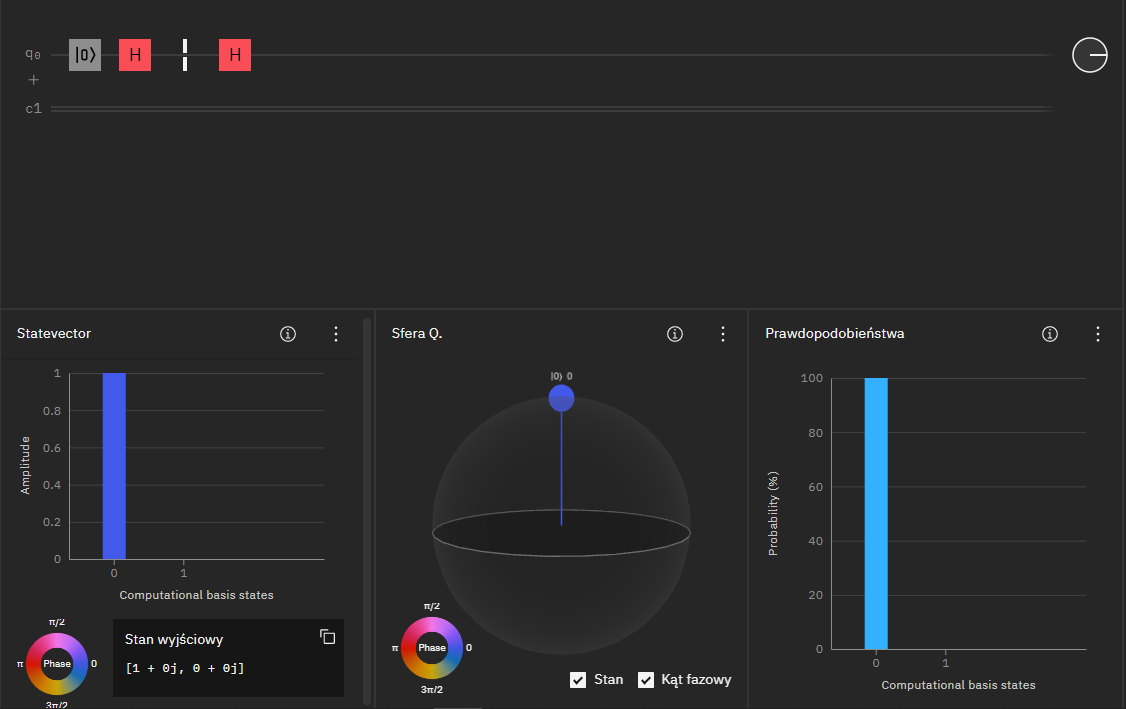 q0 |0⟩ H H
+
c1
Statevector
1
0.8
0.6
0.4
0.2
0
Amplitude
0 1
Computational basis states
π/2
π Phase 0
3π/2
Stan wyjściowy
[1 + 0j, 0 + 0j]
Sfera Q.
|0⟩ 0
π/2
π Phase 0
3π/2
Stan Kąt fazowy
Prawdopodobieństwa
100
80
60
40
20
0
Probability (%)
0 1
Computational basis states